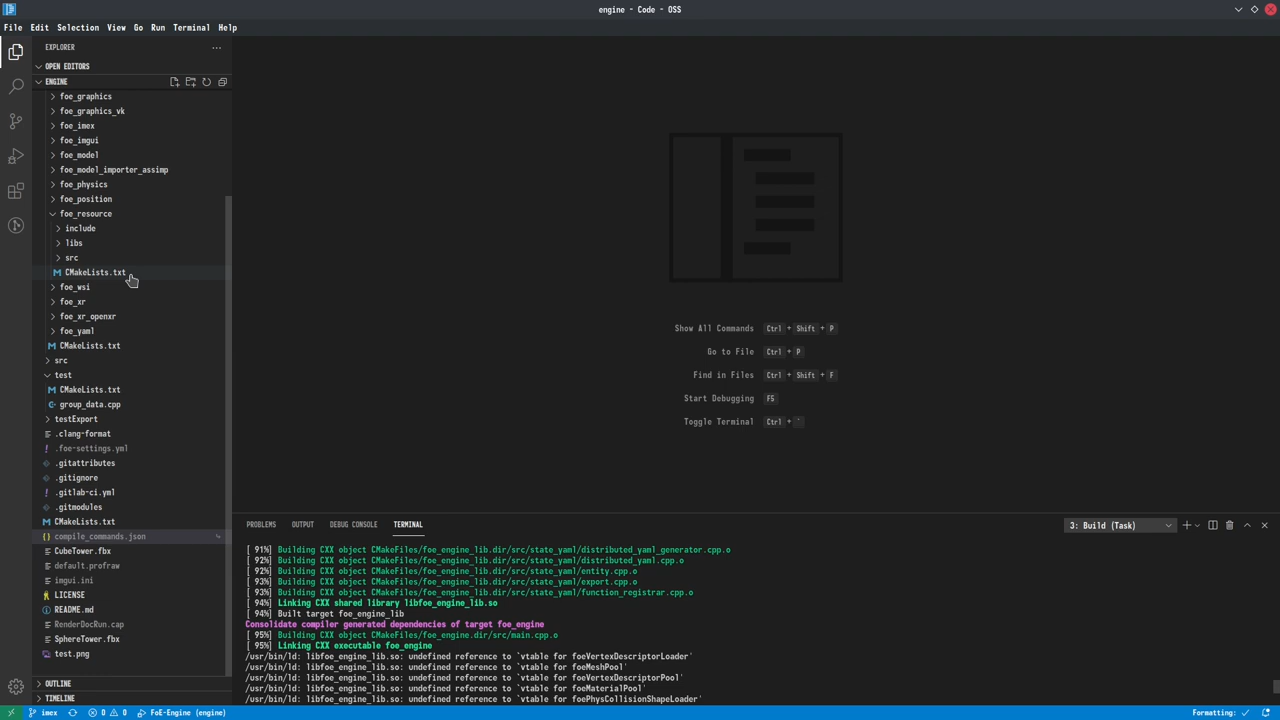 engine - Code - OSS
File Edit Selection View Go Run Terminal Help
EXPLORER
OPEN EDITORS
ENGINE
foe_graphics
foe_graphics_vk
foe_imex
foe_imgui
foe_model
foe_model_importer_assimp
foe_physics
foe_position
foe_resource
include
libs
src
CMakeLists.txt
foe_wsi
foe_xr
foe_xr_openxr
foe_yaml
CMakeLists.txt
src
test
CMakeLists.txt
group_data.cpp
testExport
.clang-format
.foe-settings.yml
.gitattributes
.gitignore
.gitlab-ci.yml
.gitmodules
CMakeLists.txt
compile_commands.json
CubeTower.fbx
default.profraw
imgui.ini
LICENSE
README.md
RenderDocRun.cap
SphereTower.fbx
test.png
OUTLINE
TIMELINE
Show All Commands Ctrl + Shift + P
Go to File Ctrl + P
Find in Files Ctrl + Shift + F
Start Debugging F5
Toggle Terminal Ctrl + `
PROBLEMS OUTPUT DEBUG CONSOLE TERMINAL 3: Build (Task)
[ 91%] Building CXX object CMakeFiles/foe_engine_lib.dir/src/state_yaml/distributed_yaml_generator.cpp.o
[ 92%] Building CXX object CMakeFiles/foe_engine_lib.dir/src/state_yaml/distributed_yaml.cpp.o
[ 92%] Building CXX object CMakeFiles/foe_engine_lib.dir/src/state_yaml/entity.cpp.o
[ 93%] Building CXX object CMakeFiles/foe_engine_lib.dir/src/state_yaml/export.cpp.o
[ 93%] Building CXX object CMakeFiles/foe_engine_lib.dir/src/state_yaml/function_registrar.cpp.o
[ 94%] Linking CXX shared library libfoe_engine_lib.so
[ 94%] Built target foe_engine_lib
Consolidate compiler generated dependencies of target foe_engine
[ 95%] Building CXX object CMakeFiles/foe_engine.dir/src/main.cpp.o
[ 95%] Linking CXX executable foe_engine
/usr/bin/ld: libfoe_engine_lib.so: undefined reference to `vtable for foeVertexDescriptorLoader'
/usr/bin/ld: libfoe_engine_lib.so: undefined reference to `vtable for foeMeshPool'
/usr/bin/ld: libfoe_engine_lib.so: undefined reference to `vtable for foeVertexDescriptorPool'
/usr/bin/ld: libfoe_engine_lib.so: undefined reference to `vtable for foeMaterialPool'
/usr/bin/ld: libfoe_engine_lib.so: undefined reference to `vtable for foePhysCollisionShapeLoader'
imex 0 0 FoE-Engine (engine) Formatting: ✓